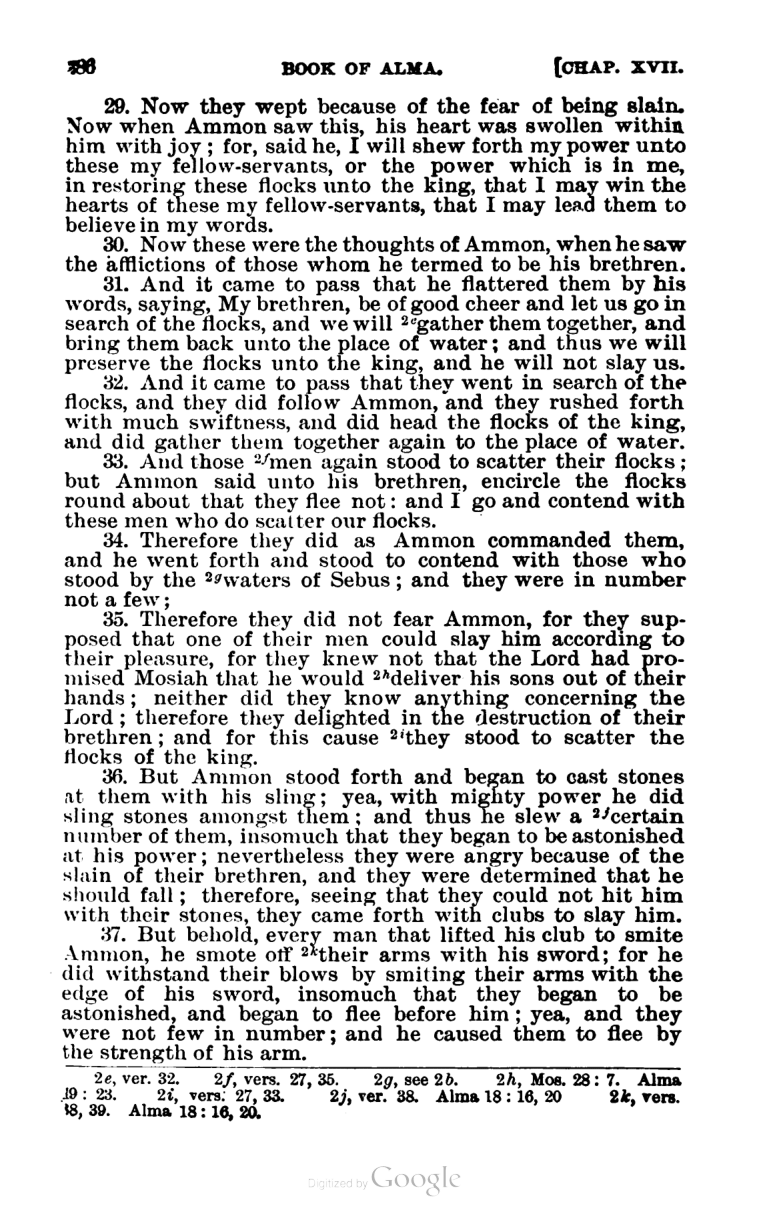 286 BOOK OF ALMA. [CHAP. XVII.
29. Now they wept because of the fear of being slain.
Now when Ammon saw this, his heart was swollen within
him with joy; for, said he, I will shew forth my power unto
these my fellow-servants, or the power which is in me,
in restoring these flocks unto the king, that I may win the
hearts of these my fellow-servants, that I may lead them to
believe in my words.
30. Now these were the thoughts of Ammon, when he saw
the afflictions of those whom he termed to be his brethren.
31. And it came to pass that he flattered them by his
words, saying, My brethren, be of good cheer and let us go in
search of the flocks, and we will 2egather them together, and
bring them back unto the place of water; and thus we will
preserve the flocks unto the king, and he will not slay us.
32. And it came to pass that they went in search of the
flocks, and they did follow Ammon, and they rushed forth
with much swiftness, and did head the flocks of the king,
and did gather them together again to the place of water.
33. And those 2fmen again stood to scatter their flocks;
but Ammon said unto his brethren, encircle the flocks
round about that they flee not: and I go and contend with
these men who do scatter our flocks.
34. Therefore they did as Ammon commanded them,
and he went forth and stood to contend with those who
stood by the 2gwaters of Sebus; and they were in number
not a few;
35. Therefore they did not fear Ammon, for they sup-
posed that one of their men could slay him according to
their pleasure, for they knew not that the Lord had pro-
mised Mosiah that he would 2hdeliver his sons out of their
hands; neither did they know anything concerning the
Lord; therefore they delighted in the destruction of their
brethren; and for this cause 2ithey stood to scatter the
flocks of the king.
36. But Ammon stood forth and began to cast stones
at them with his sling; yea, with mighty power he did
sling stones amongst them; and thus he slew a 2jcertain
number of them, insomuch that they began to be astonished
at his power; nevertheless they were angry because of the
slain of their brethren, and they were determined that he
should fall; therefore, seeing that they could not hit him
with their stones, they came forth with clubs to slay him.
37. But behold, every man that lifted his club to smite
Ammon, he smote off 2ktheir arms with his sword; for he
did withstand their blows by smiting their arms with the
edge of his sword, insomuch that they began to be
astonished, and began to flee before him; yea, and they
were not few in number; and he caused them to flee by
the strength of his arm.
2e, ver. 32. 2f, vers. 27, 35. 2g, see 2b. 2h, Mos. 28: 7. Alma
19: 23. 2i, vers. 27, 33. 2j, ver. 38. Alma 18: 16, 20 2k, vers.
38, 39. Alma 18: 16, 20.
Digitized by Google